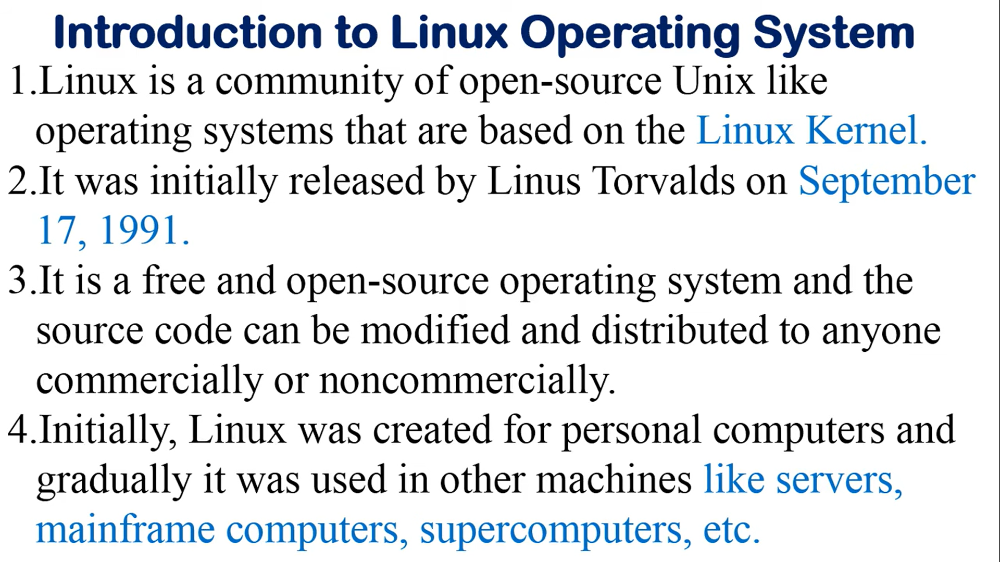 Introduction to Linux Operating System
1.Linux is a community of open-source Unix like
operating systems that are based on the Linux Kernel.
2.It was initially released by Linus Torvalds on September
17, 1991.
3.It is a free and open-source operating system and the
source code can be modified and distributed to anyone
commercially or noncommercially.
4.Initially, Linux was created for personal computers and
gradually it was used in other machines like servers,
mainframe computers, supercomputers, etc.